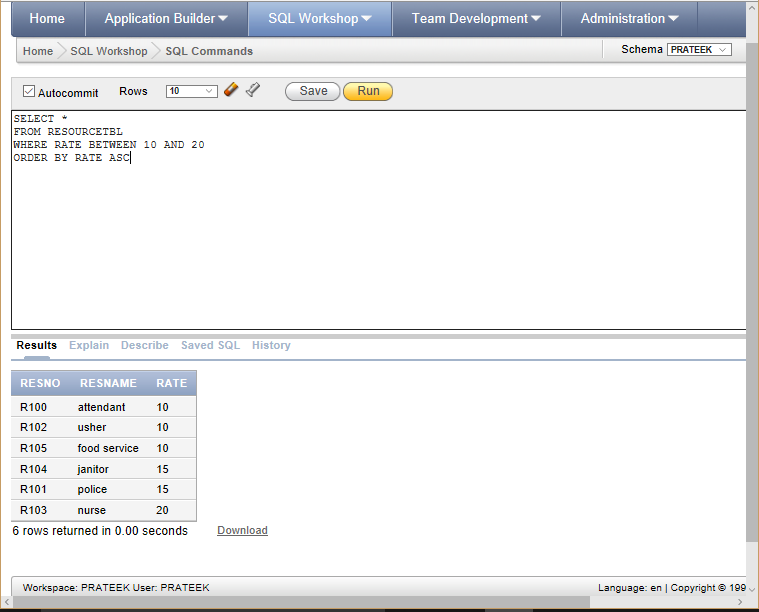 Home Application Builder SQL Workshop Team Development Administration
Home SQL Workshop SQL Commands Schema PRATEEK
Autocommit Rows 10 Save Run
SELECT *
FROM RESOURCETBL
WHERE RATE BETWEEN 10 AND 20
ORDER BY RATE ASC
Results Explain Describe Saved SQL History
RESNO RESNAME RATE
R100 attendant 10
R102 usher 10
R105 food service 10
R104 janitor 15
R101 police 15
R103 nurse 20
6 rows returned in 0.00 seconds Download
Workspace: PRATEEK User: PRATEEK Language: en | Copyright © 199